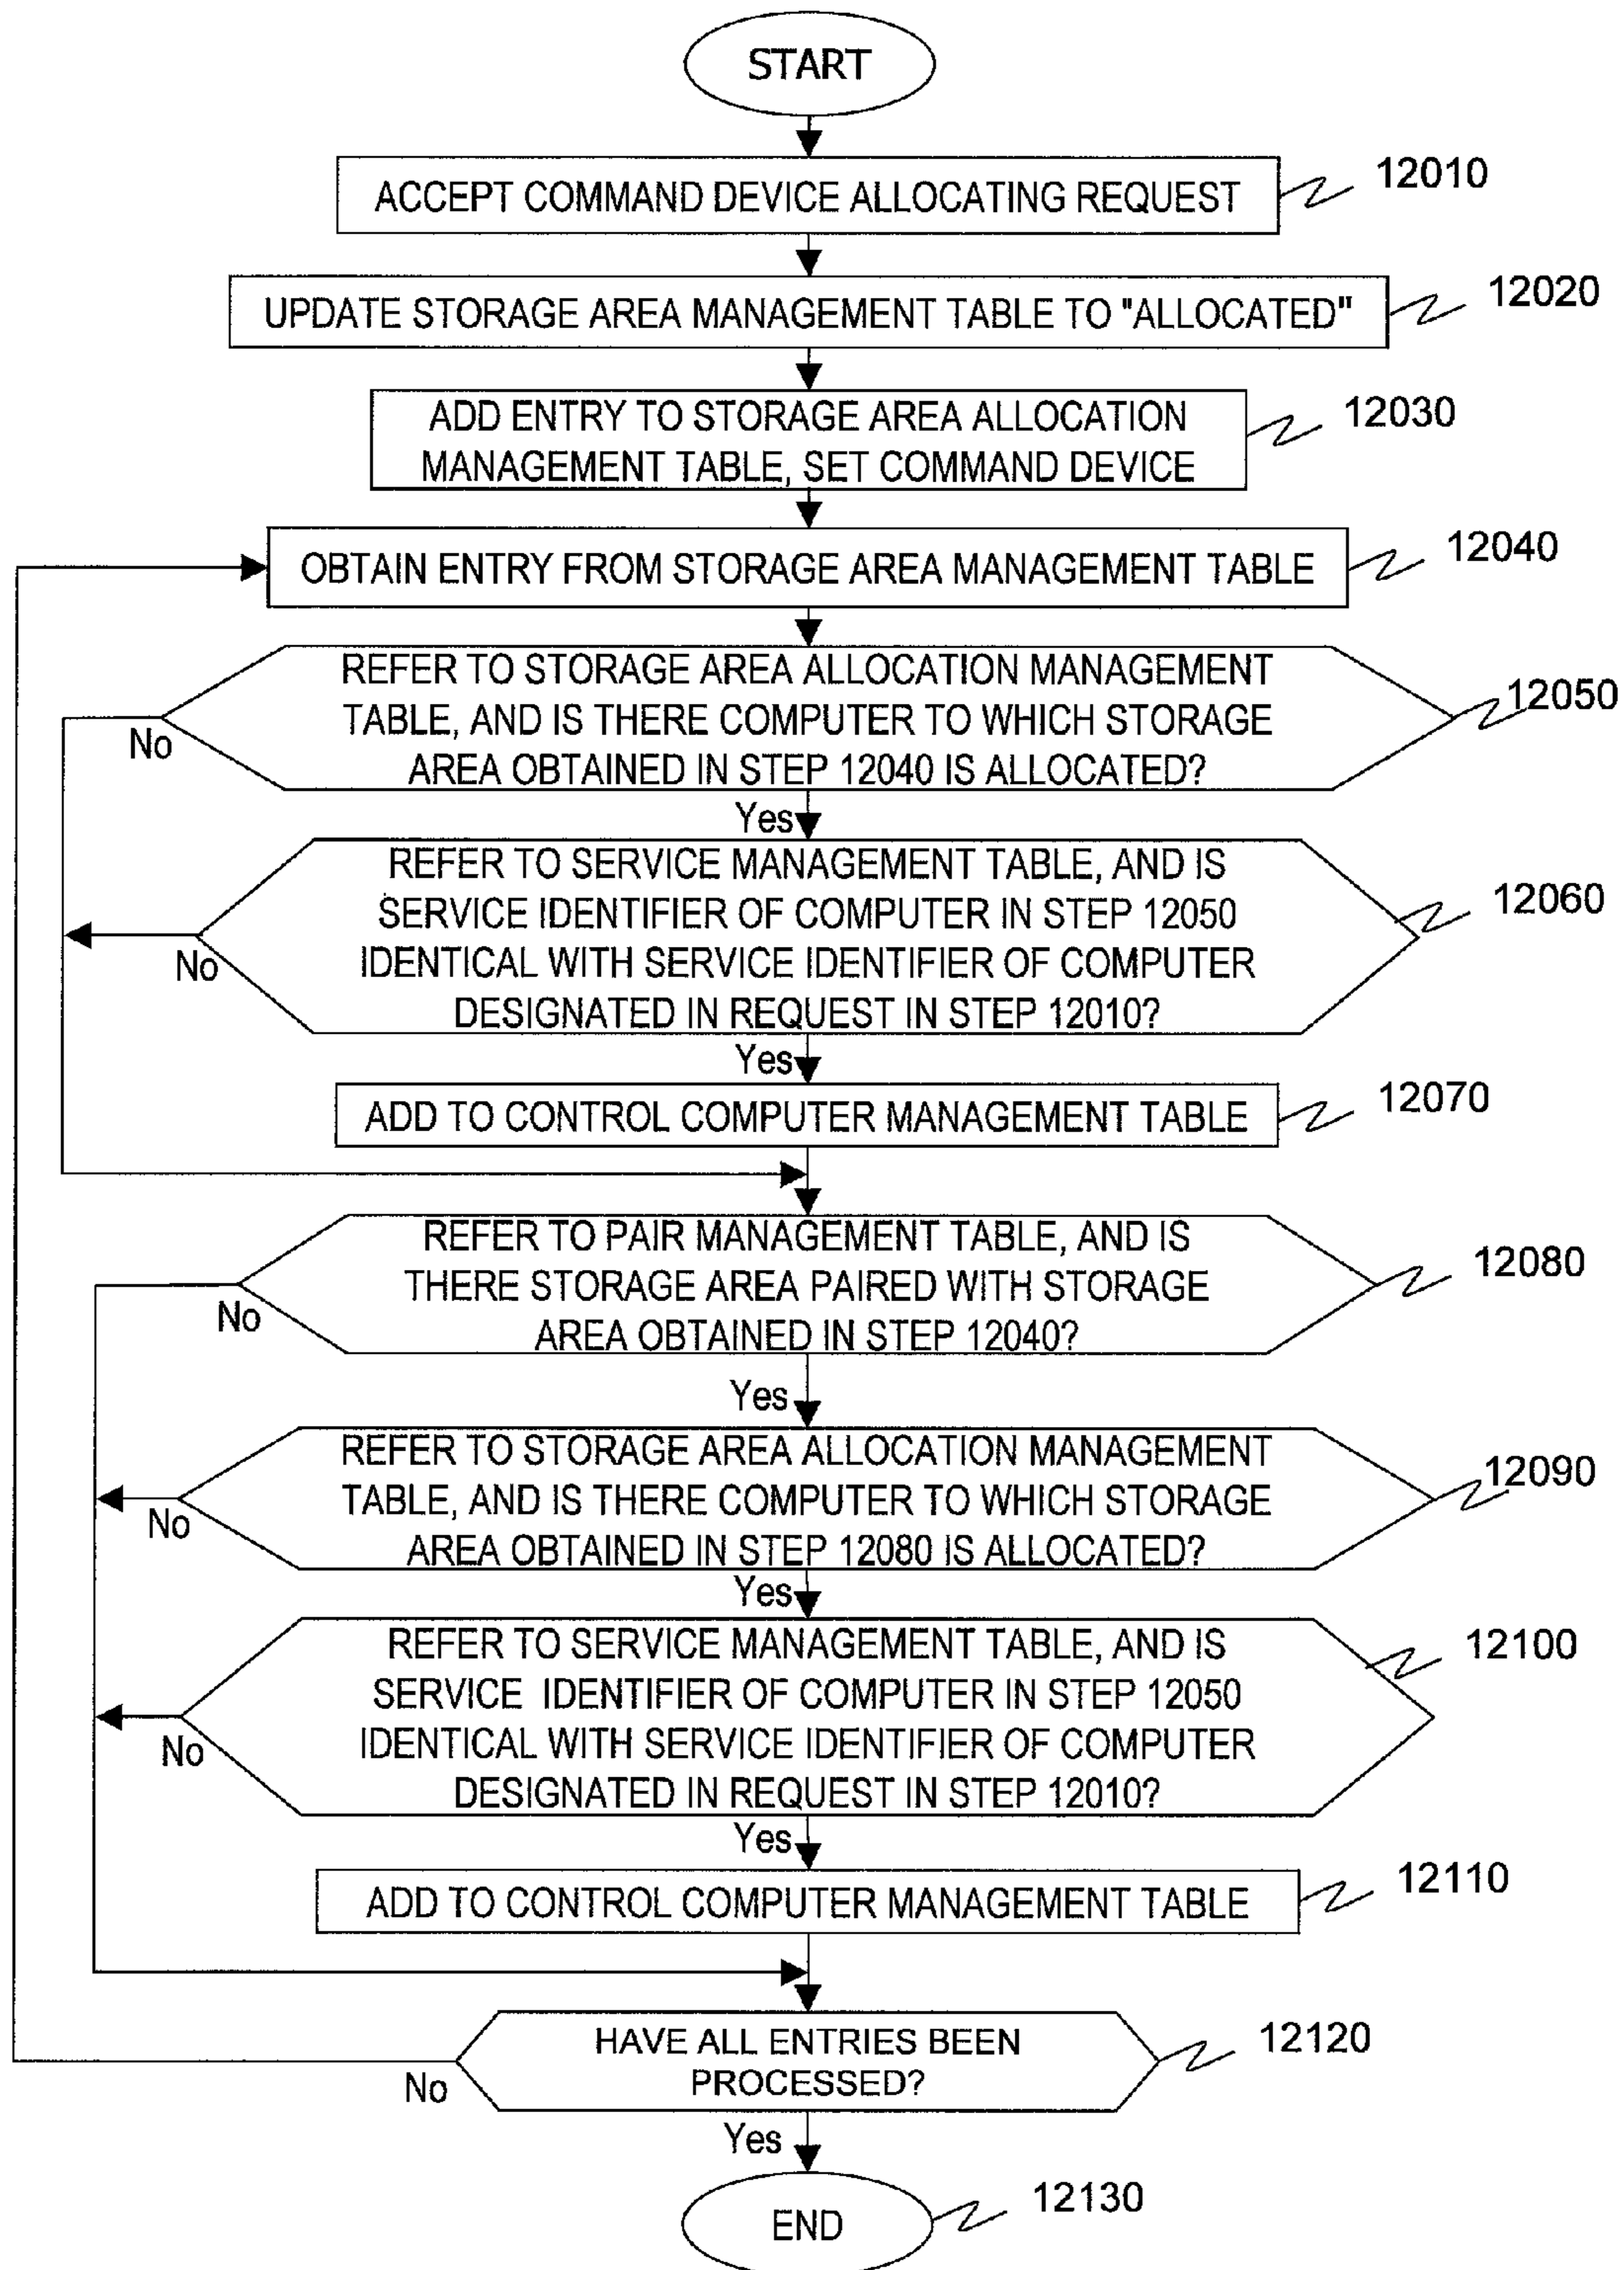 START
ACCEPT COMMAND DEVICE ALLOCATING REQUEST
12010
UPDATE STORAGE AREA MANAGEMENT TABLE TO "ALLOCATED"
12020
ADD ENTRY TO STORAGE AREA ALLOCATION
MANAGEMENT TABLE, SET COMMAND DEVICE
12030
OBTAIN ENTRY FROM STORAGE AREA MANAGEMENT TABLE
12040
REFER TO STORAGE AREA ALLOCATION MANAGEMENT
TABLE, AND IS THERE COMPUTER TO WHICH STORAGE
AREA OBTAINED IN STEP 12040 IS ALLOCATED?
12050
No
Yes
REFER TO SERVICE MANAGEMENT TABLE, AND IS
SERVICE IDENTIFIER OF COMPUTER IN STEP 12050
IDENTICAL WITH SERVICE IDENTIFIER OF COMPUTER
DESIGNATED IN REQUEST IN STEP 12010?
12060
No
Yes
ADD TO CONTROL COMPUTER MANAGEMENT TABLE
12070
REFER TO PAIR MANAGEMENT TABLE, AND IS
THERE STORAGE AREA PAIRED WITH STORAGE
AREA OBTAINED IN STEP 12040?
12080
No
Yes
REFER TO STORAGE AREA ALLOCATION MANAGEMENT
TABLE, AND IS THERE COMPUTER TO WHICH STORAGE
AREA OBTAINED IN STEP 12080 IS ALLOCATED?
12090
No
Yes
REFER TO SERVICE MANAGEMENT TABLE, AND IS
SERVICE IDENTIFIER OF COMPUTER IN STEP 12050
IDENTICAL WITH SERVICE IDENTIFIER OF COMPUTER
DESIGNATED IN REQUEST IN STEP 12010?
12100
No
Yes
ADD TO CONTROL COMPUTER MANAGEMENT TABLE
12110
HAVE ALL ENTRIES BEEN
PROCESSED?
12120
No
Yes
END
12130